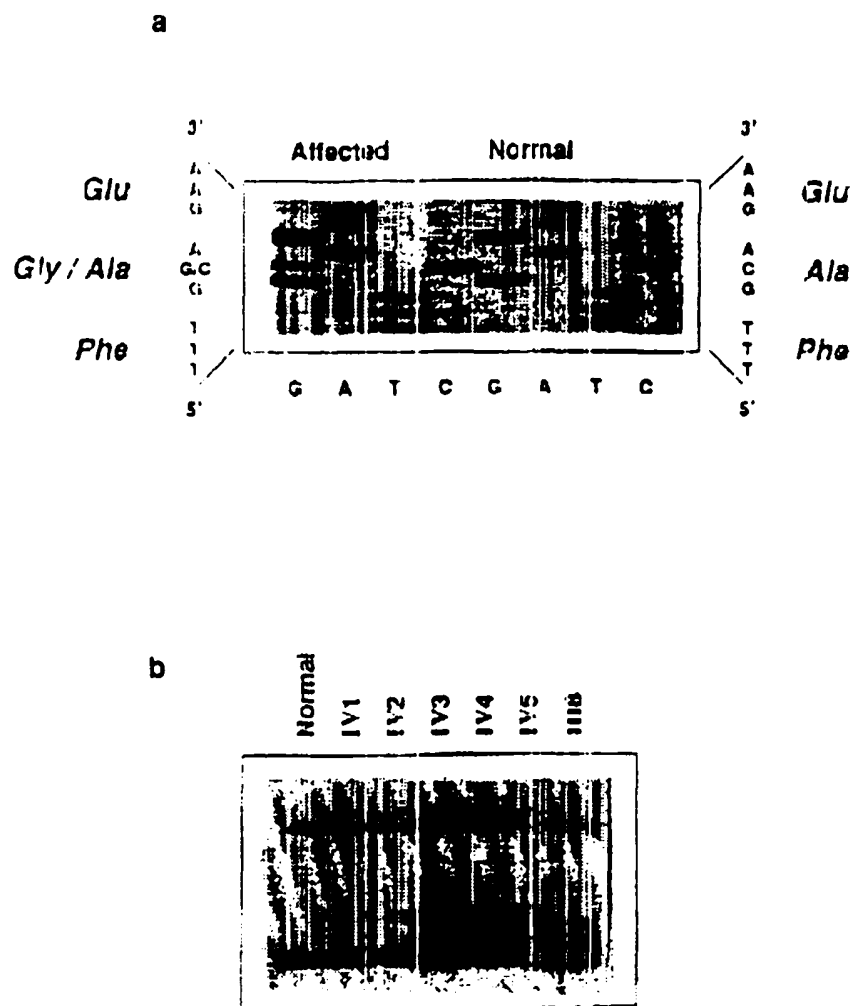 a
3' 3'
Affected Normal
A A
Glu A A Glu
G G
A A
Gly / Ala G/C C Ala
G G
T T
Phe T T Phe
T T
G A T C G A T C
5' 5'
b
Normal IV1 IV2 IV3 IV4 IV5 III8